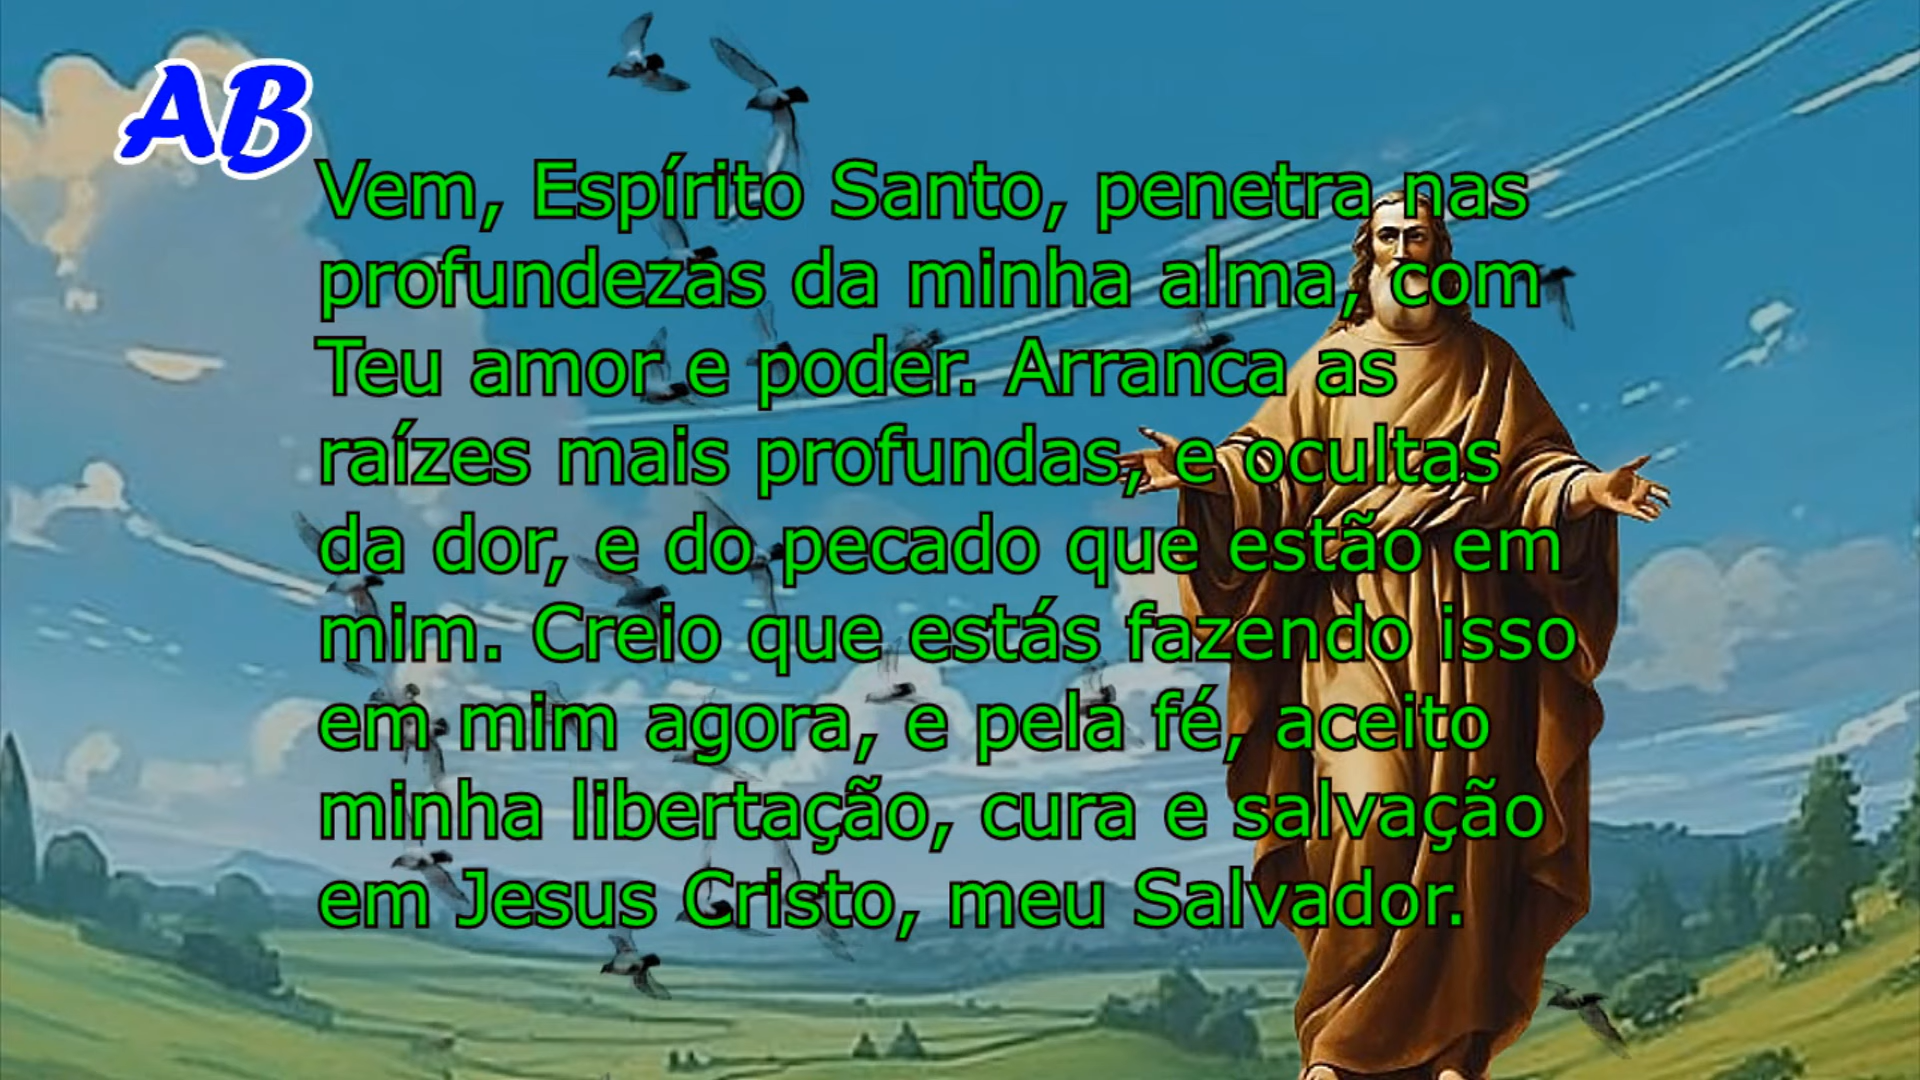 AB
Vem, Espírito Santo, penetra nas
profundezas da minha alma, com
Teu amor e poder. Arranca as
raízes mais profundas, e ocultas
da dor, e do pecado que estão em
mim. Creio que estás fazendo isso
em mim agora, e pela fé, aceito
minha libertação, cura e salvação
em Jesus Cristo, meu Salvador.